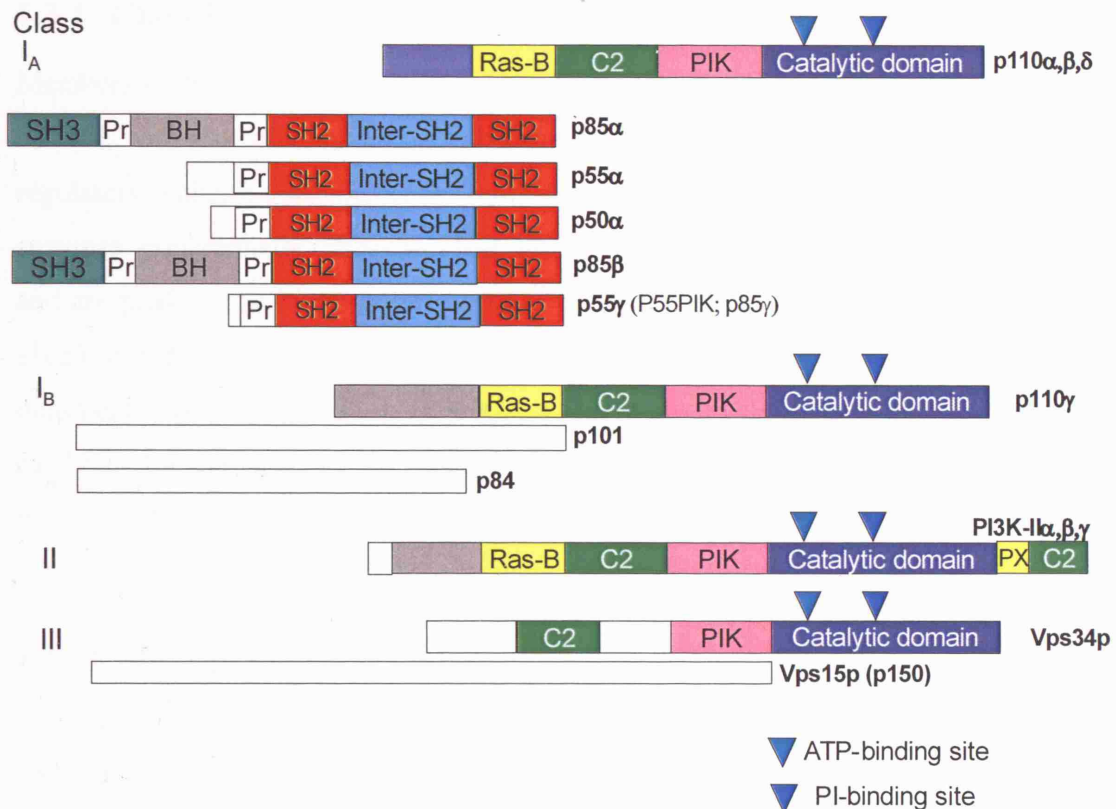 Class
I A
Ras-B C2 PIK Catalytic domain p110α,β,δ
SH3 Pr BH Pr SH2 Inter-SH2 SH2 p85α
Pr SH2 Inter-SH2 SH2 p55α
Pr SH2 Inter-SH2 SH2 p50α
SH3 Pr BH Pr SH2 Inter-SH2 SH2 p85β
Pr SH2 Inter-SH2 SH2 p55γ (P55PIK; p85γ)
I B
Ras-B C2 PIK Catalytic domain p110γ
p101
p84
PI3K-IIα,β,γ
II Ras-B C2 PIK Catalytic domain PX C2
III C2 PIK Catalytic domain Vps34p
Vps15p (p150)
ATP-binding site
PI-binding site